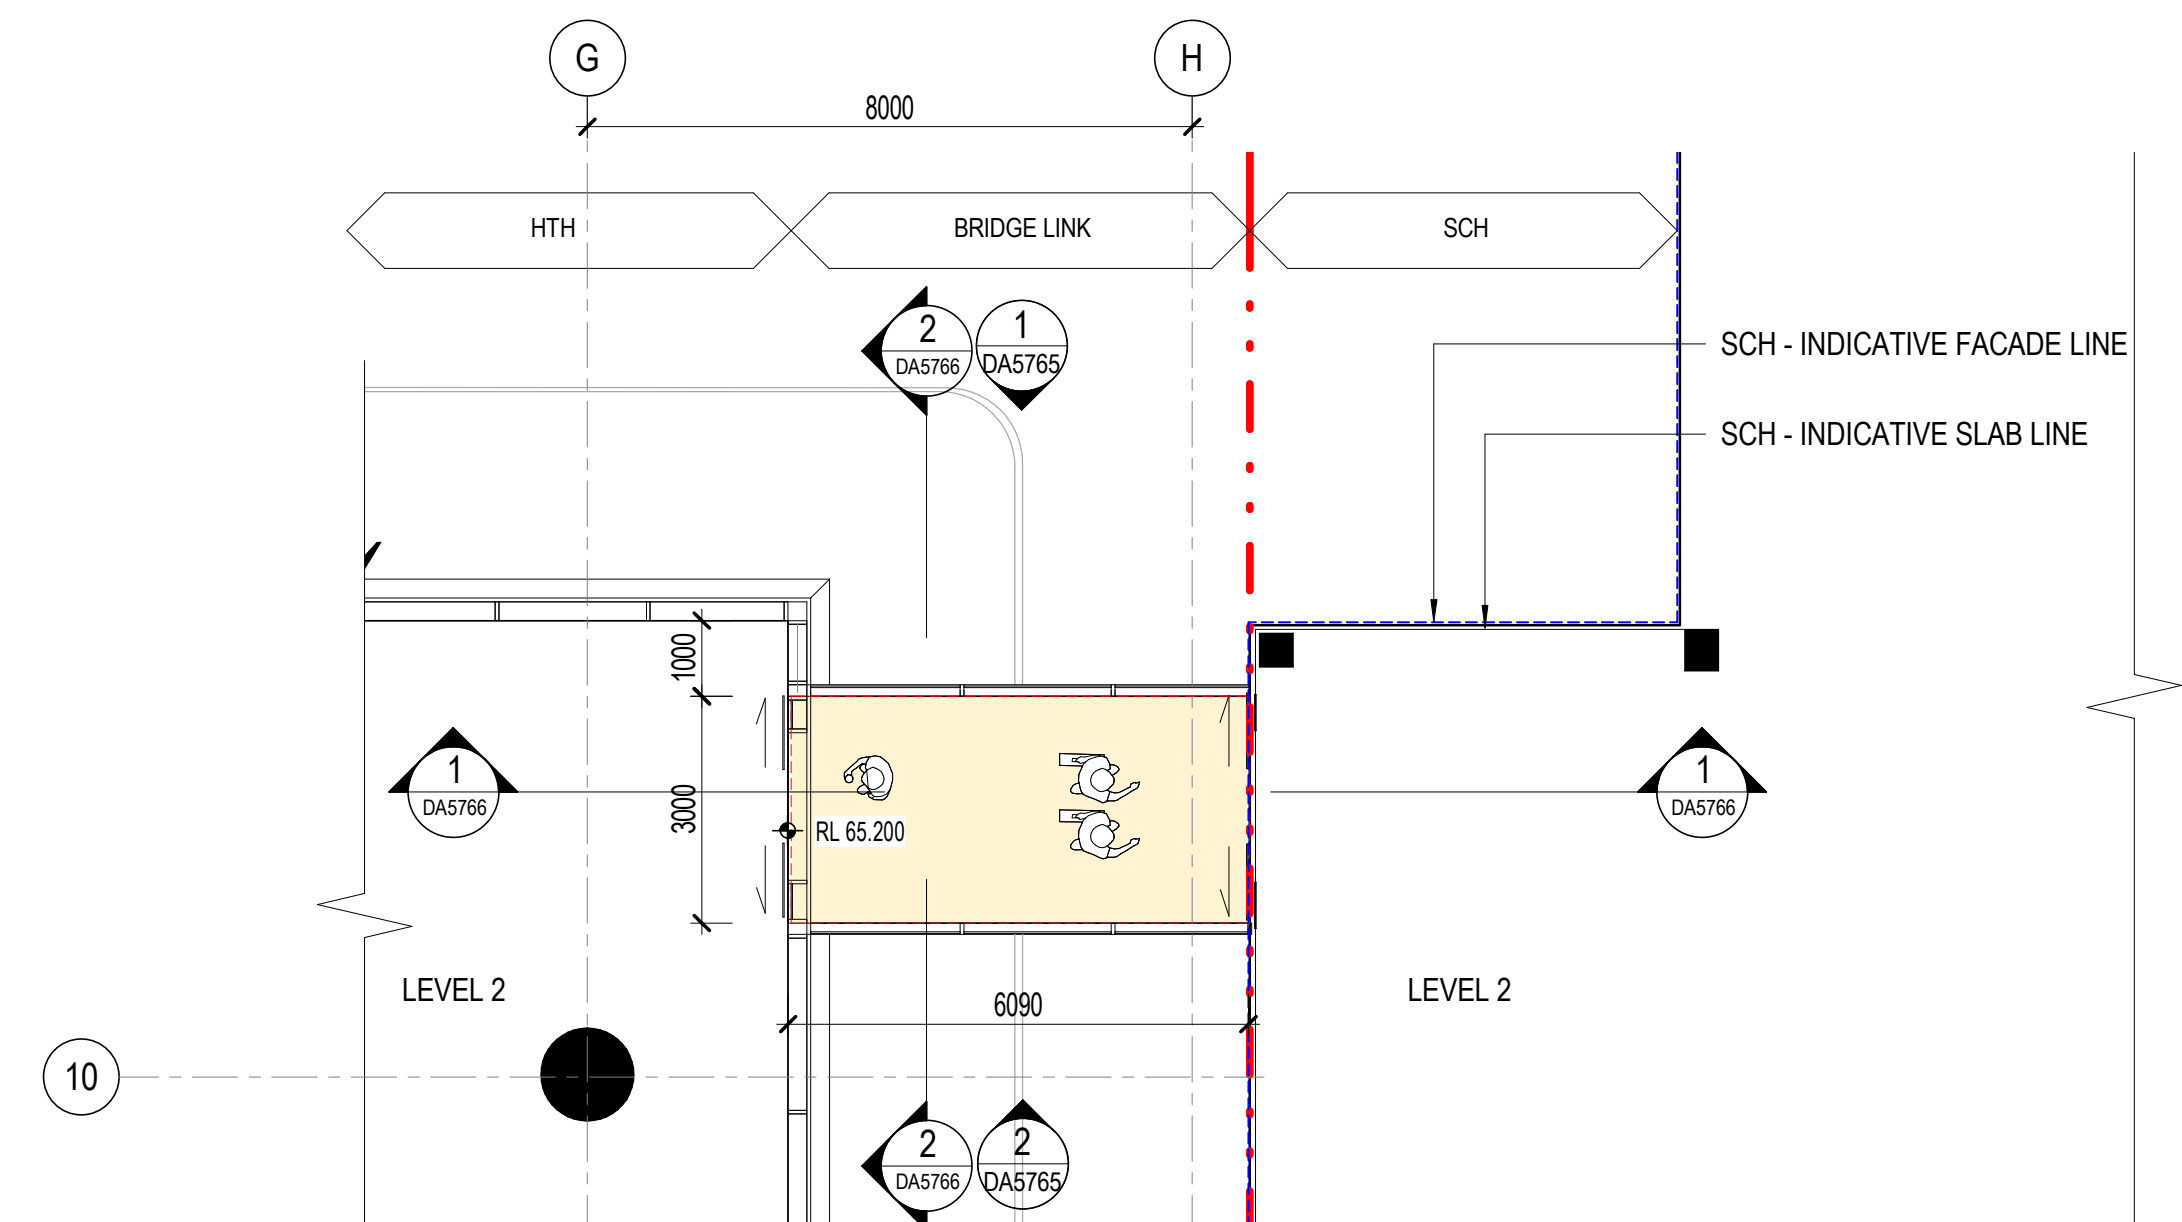 G
H
8000
HTH
BRIDGE LINK
SCH
2
DA5766
1
DA5765
SCH - INDICATIVE FACADE LINE
SCH - INDICATIVE SLAB LINE
1000
3000
1
DA5766
RL 65.200
1
DA5766
LEVEL 2
LEVEL 2
6090
10
2
DA5766
2
DA5765